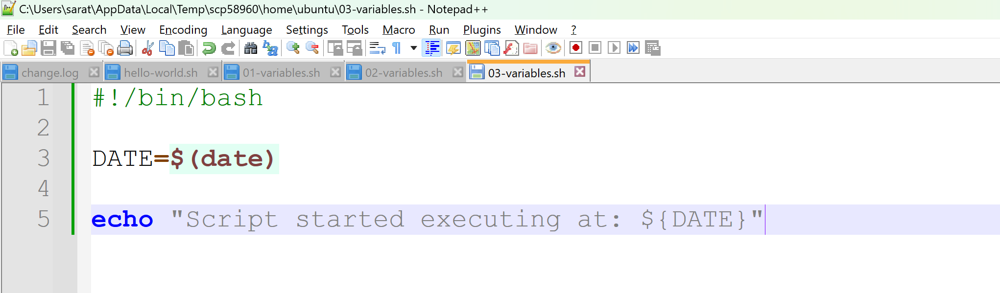 C:\Users\sarat\AppData\Local\Temp\scp58960\home\ubuntu\03-variables.sh - Notepad++
File Edit Search View Encoding Language Settings Tools Macro Run Plugins Window ?
change.log hello-world.sh 01-variables.sh 02-variables.sh 03-variables.sh
1 #!/bin/bash
2
3 DATE=$(date)
4
5 echo "Script started executing at: ${DATE}"